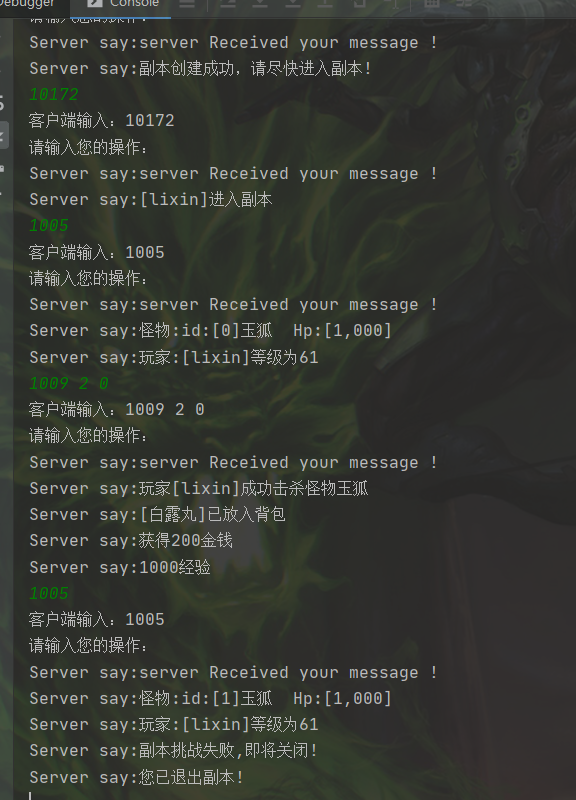 Debugger Console
请输入您的操作:
Server say:server Received your message !
Server say:副本创建成功，请尽快进入副本!
10172
客户端输入: 10172
请输入您的操作:
Server say:server Received your message !
Server say:[lixin]进入副本
1005
客户端输入: 1005
请输入您的操作:
Server say:server Received your message !
Server say:怪物:id:[0]玉狐  Hp:[1,000]
Server say:玩家:[lixin]等级为61
1009 2 0
客户端输入: 1009 2 0
请输入您的操作:
Server say:server Received your message !
Server say:玩家[lixin]成功击杀怪物玉狐
Server say:[白露丸]已放入背包
Server say:获得200金钱
Server say:1000经验
1005
客户端输入: 1005
请输入您的操作:
Server say:server Received your message !
Server say:怪物:id:[1]玉狐  Hp:[1,000]
Server say:玩家:[lixin]等级为61
Server say:副本挑战失败,即将关闭!
Server say:您已退出副本!